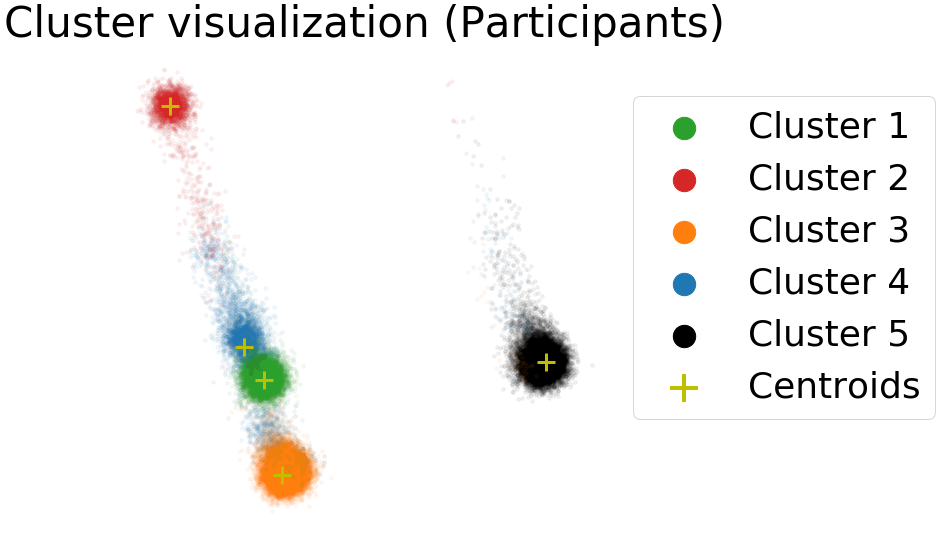 Cluster visualization (Participants)
Cluster 1
Cluster 2
Cluster 3
Cluster 4
Cluster 5
Centroids